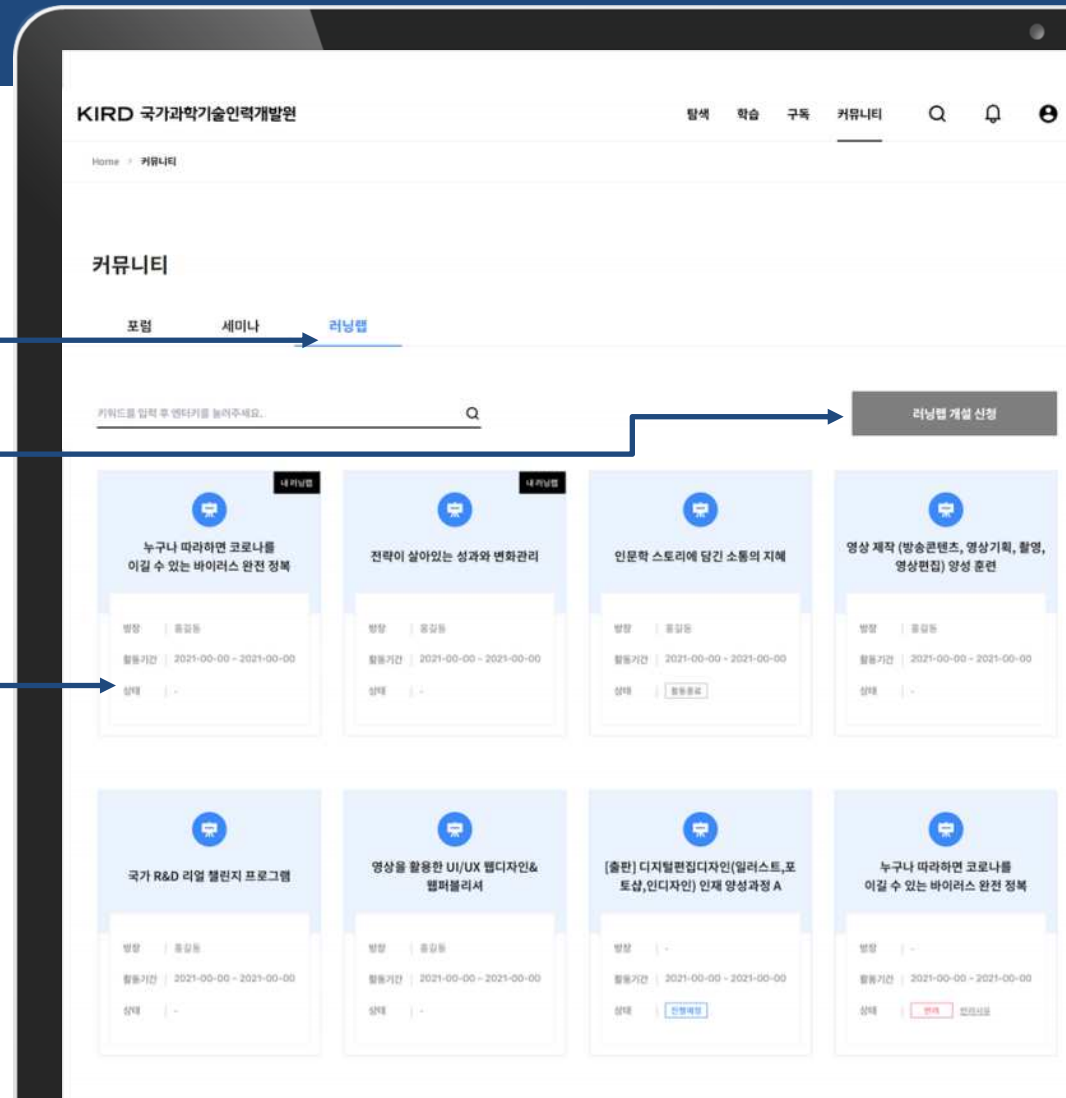 KIRD 국가과학기술인력개발원
탐색 학습 구독 커뮤니티
Home > 커뮤니티
커뮤니티
포럼 세미나 러닝랩
키워드를 입력 후 엔터키를 눌러주세요.
러닝랩 개설 신청
내 러닝랩
누구나 따라하면 코로나를
이길 수 있는 바이러스 완전 정복
방장 | 홍길동
활동기간 | 2021-00-00 ~ 2021-00-00
상태 | -
내 러닝랩
전략이 살아있는 성과와 변화관리
방장 | 홍길동
활동기간 | 2021-00-00 ~ 2021-00-00
상태 | -
인문학 스토리에 담긴 소통의 지혜
방장 | 홍길동
활동기간 | 2021-00-00 ~ 2021-00-00
상태 | 활동종료
영상 제작 (방송콘텐츠, 영상기획, 촬영,
영상편집) 양성 훈련
방장 | 홍길동
활동기간 | 2021-00-00 ~ 2021-00-00
상태 | -
국가 R&D 리얼 챌린지 프로그램
방장 | 홍길동
활동기간 | 2021-00-00 ~ 2021-00-00
상태 | -
영상을 활용한 UI/UX 웹디자인&
웹퍼블리셔
방장 | 홍길동
활동기간 | 2021-00-00 ~ 2021-00-00
상태 | -
[출판] 디지털편집디자인(일러스트,포
토샵,인디자인) 인재 양성과정 A
방장 | -
활동기간 | 2021-00-00 ~ 2021-00-00
상태 | 진행예정
누구나 따라하면 코로나를
이길 수 있는 바이러스 완전 정복
방장 | -
활동기간 | 2021-00-00 ~ 2021-00-00
상태 | 반려 반려사유